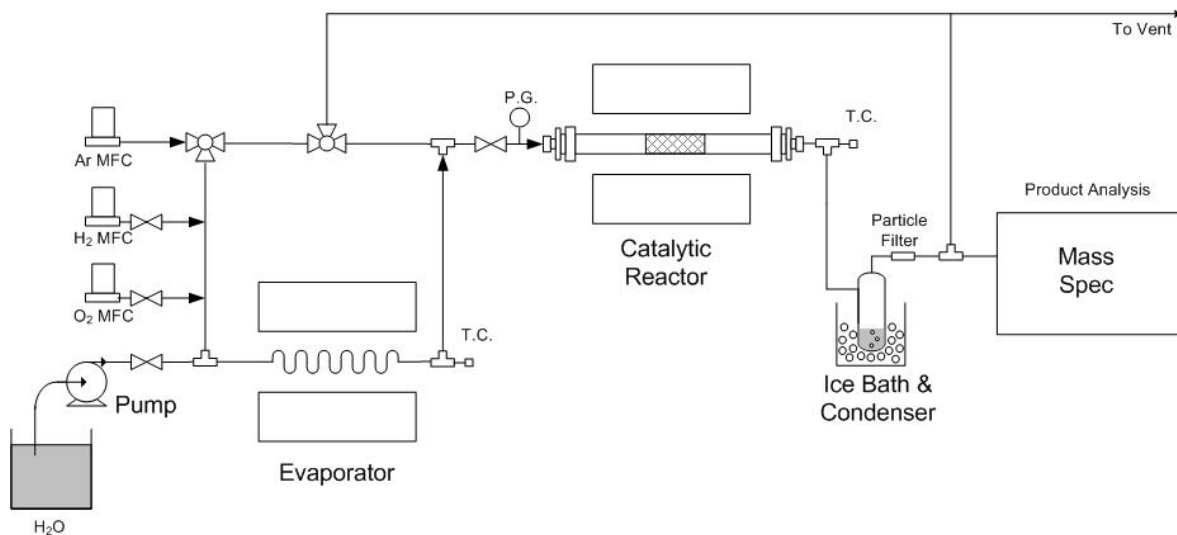 To Vent
P.G.
T.C.
Ar MFC
Product Analysis
H₂ MFC
Particle
Filter
Catalytic
Reactor
Mass
Spec
O₂ MFC
T.C.
Pump
Ice Bath &
Condenser
Evaporator
H₂O